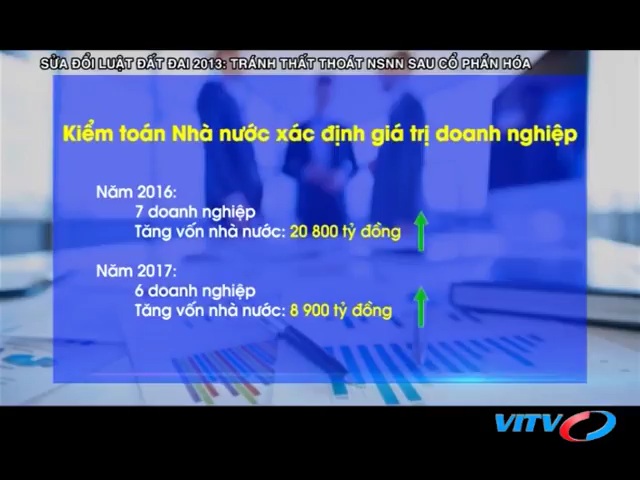 SỬA ĐỔI LUẬT ĐẤT ĐAI 2013: TRÁNH THẤT THOÁT NSNN SAU CỔ PHẦN HÓA
Kiểm toán Nhà nước xác định giá trị doanh nghiệp
Năm 2016:
7 doanh nghiệp
Tăng vốn nhà nước: 20 800 tỷ đồng
Năm 2017:
6 doanh nghiệp
Tăng vốn nhà nước: 8 900 tỷ đồng
VITV